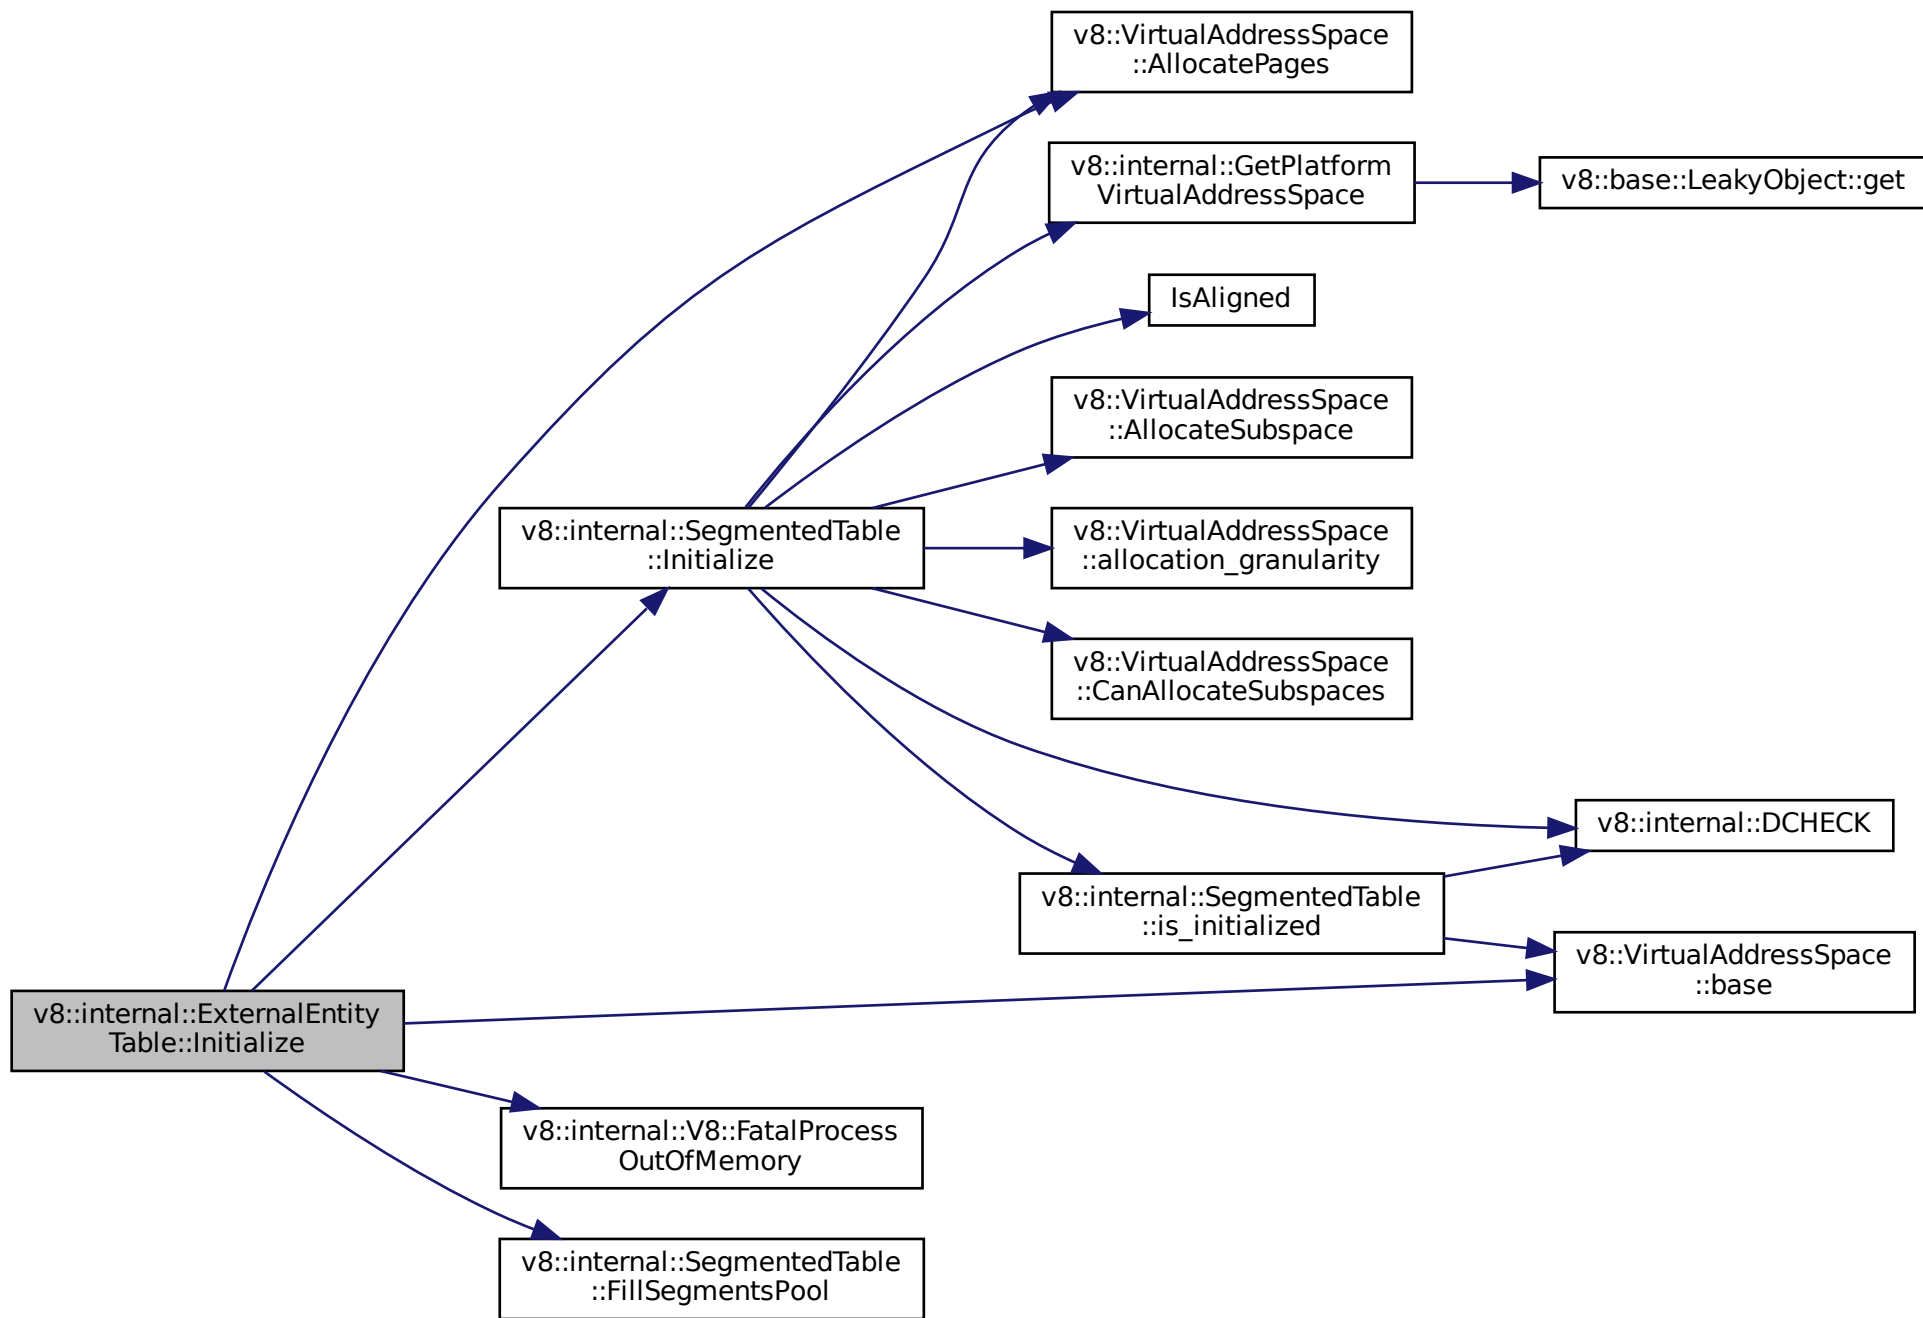 v8::VirtualAddressSpace
::AllocatePages
v8::internal::GetPlatform
VirtualAddressSpace
v8::base::LeakyObject::get
IsAligned
v8::VirtualAddressSpace
::AllocateSubspace
v8::internal::SegmentedTable
::Initialize
v8::VirtualAddressSpace
::allocation_granularity
v8::VirtualAddressSpace
::CanAllocateSubspaces
v8::internal::DCHECK
v8::internal::SegmentedTable
::is_initialized
v8::VirtualAddressSpace
::base
v8::internal::ExternalEntity
Table::Initialize
v8::internal::V8::FatalProcess
OutOfMemory
v8::internal::SegmentedTable
::FillSegmentsPool